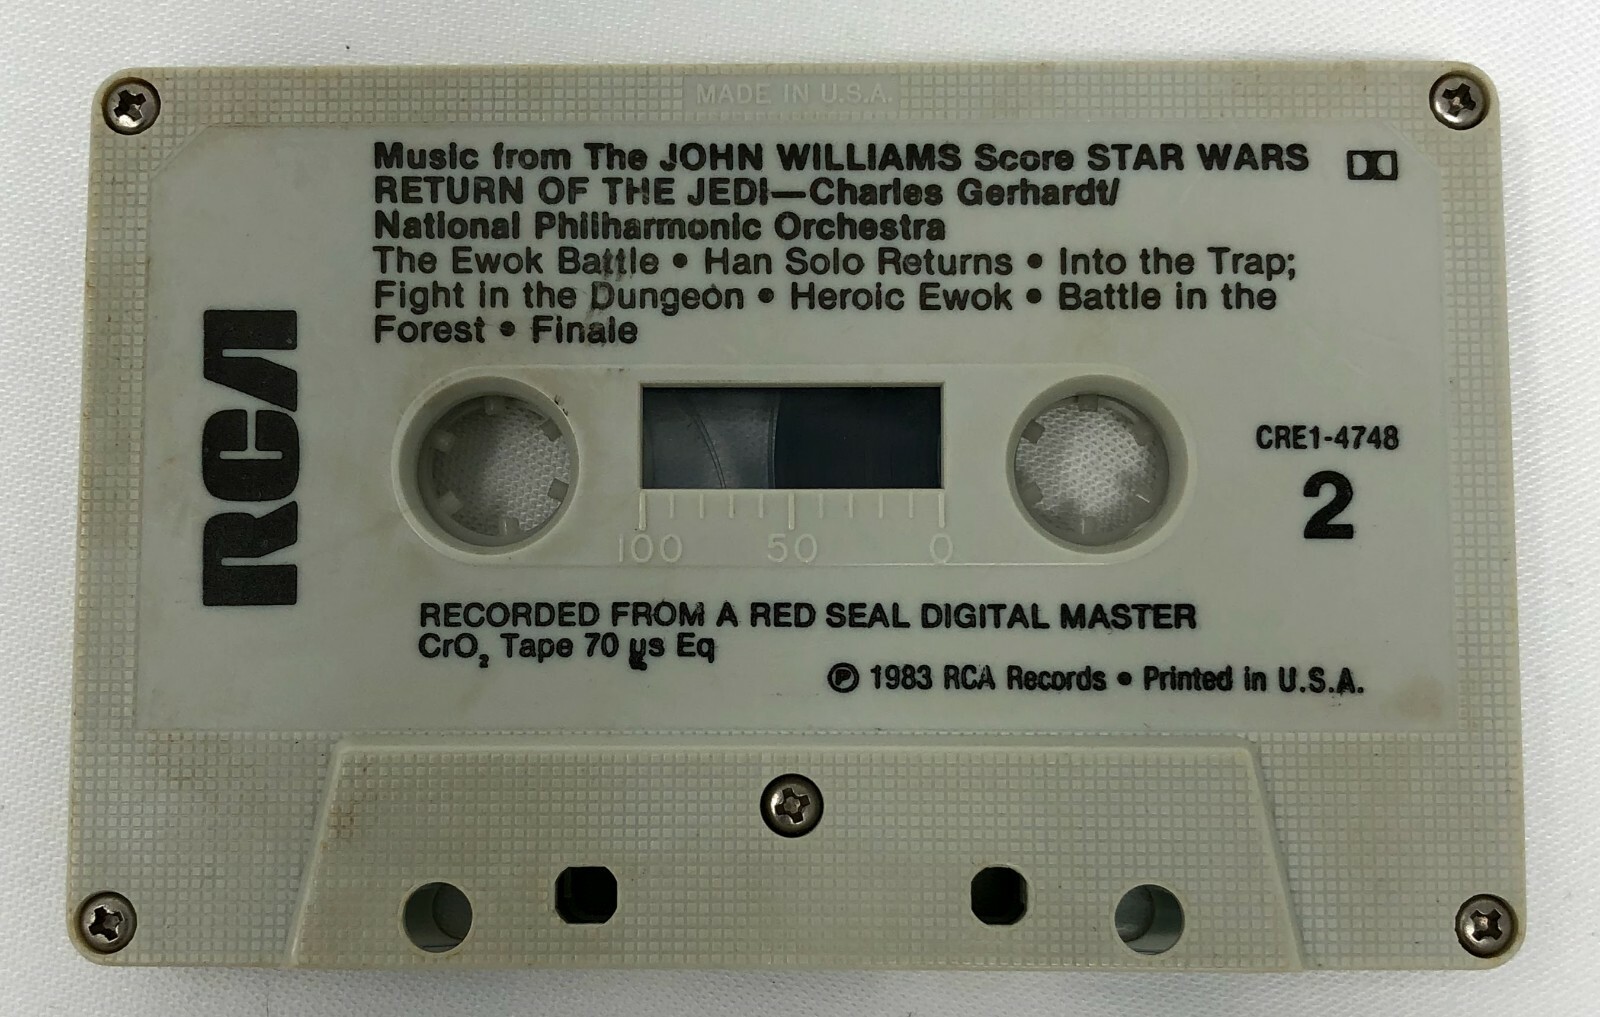 MADE IN U.S.A.
Music from The JOHN WILLIAMS Score STAR WARS
RETURN OF THE JEDI—Charles Gerhardt/
National Philharmonic Orchestra
The Ewok Battle • Han Solo Returns • Into the Trap;
Fight in the Dungeon • Heroic Ewok • Battle in the
Forest • Finale
RCA
CRE1-4748
2
100 50 0
RECORDED FROM A RED SEAL DIGITAL MASTER
CrO₂ Tape 70 µs Eq
℗ 1983 RCA Records • Printed in U.S.A.